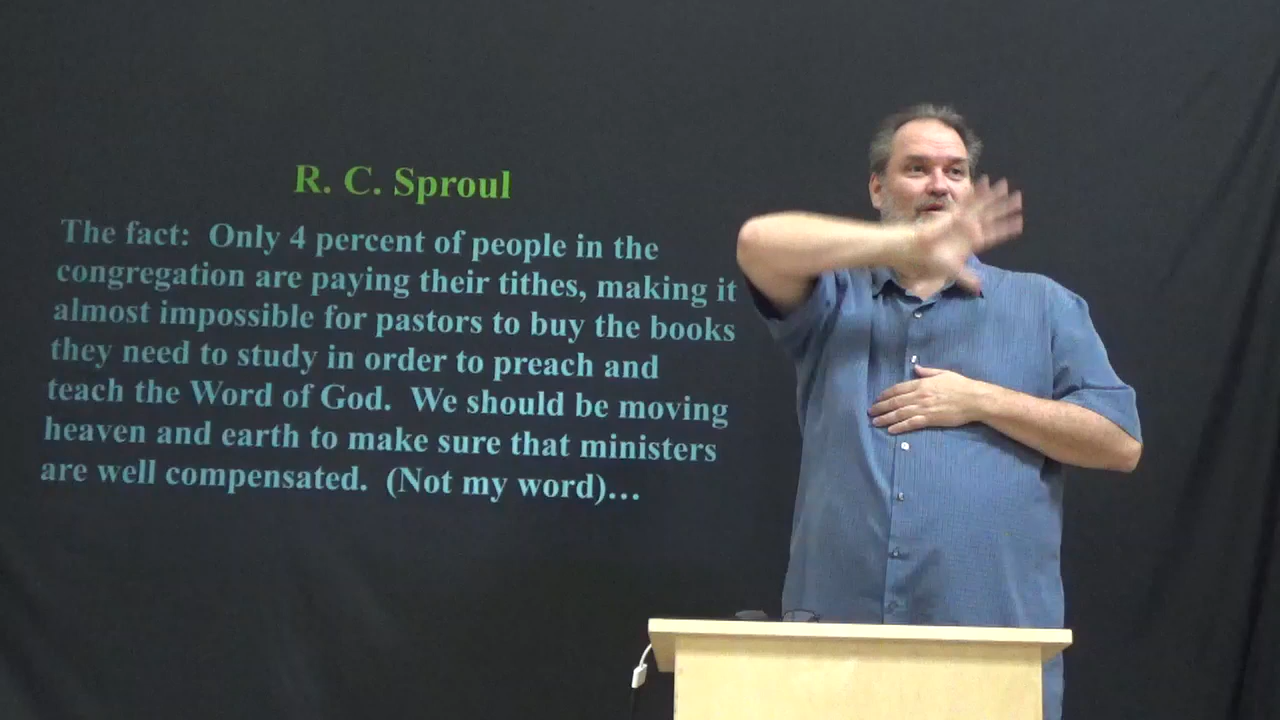 R. C. Sproul
The fact:  Only 4 percent of people in the
congregation are paying their tithes, making it
almost impossible for pastors to buy the books
they need to study in order to preach and
teach the Word of God.  We should be moving
heaven and earth to make sure that ministers
are well compensated.  (Not my word)…